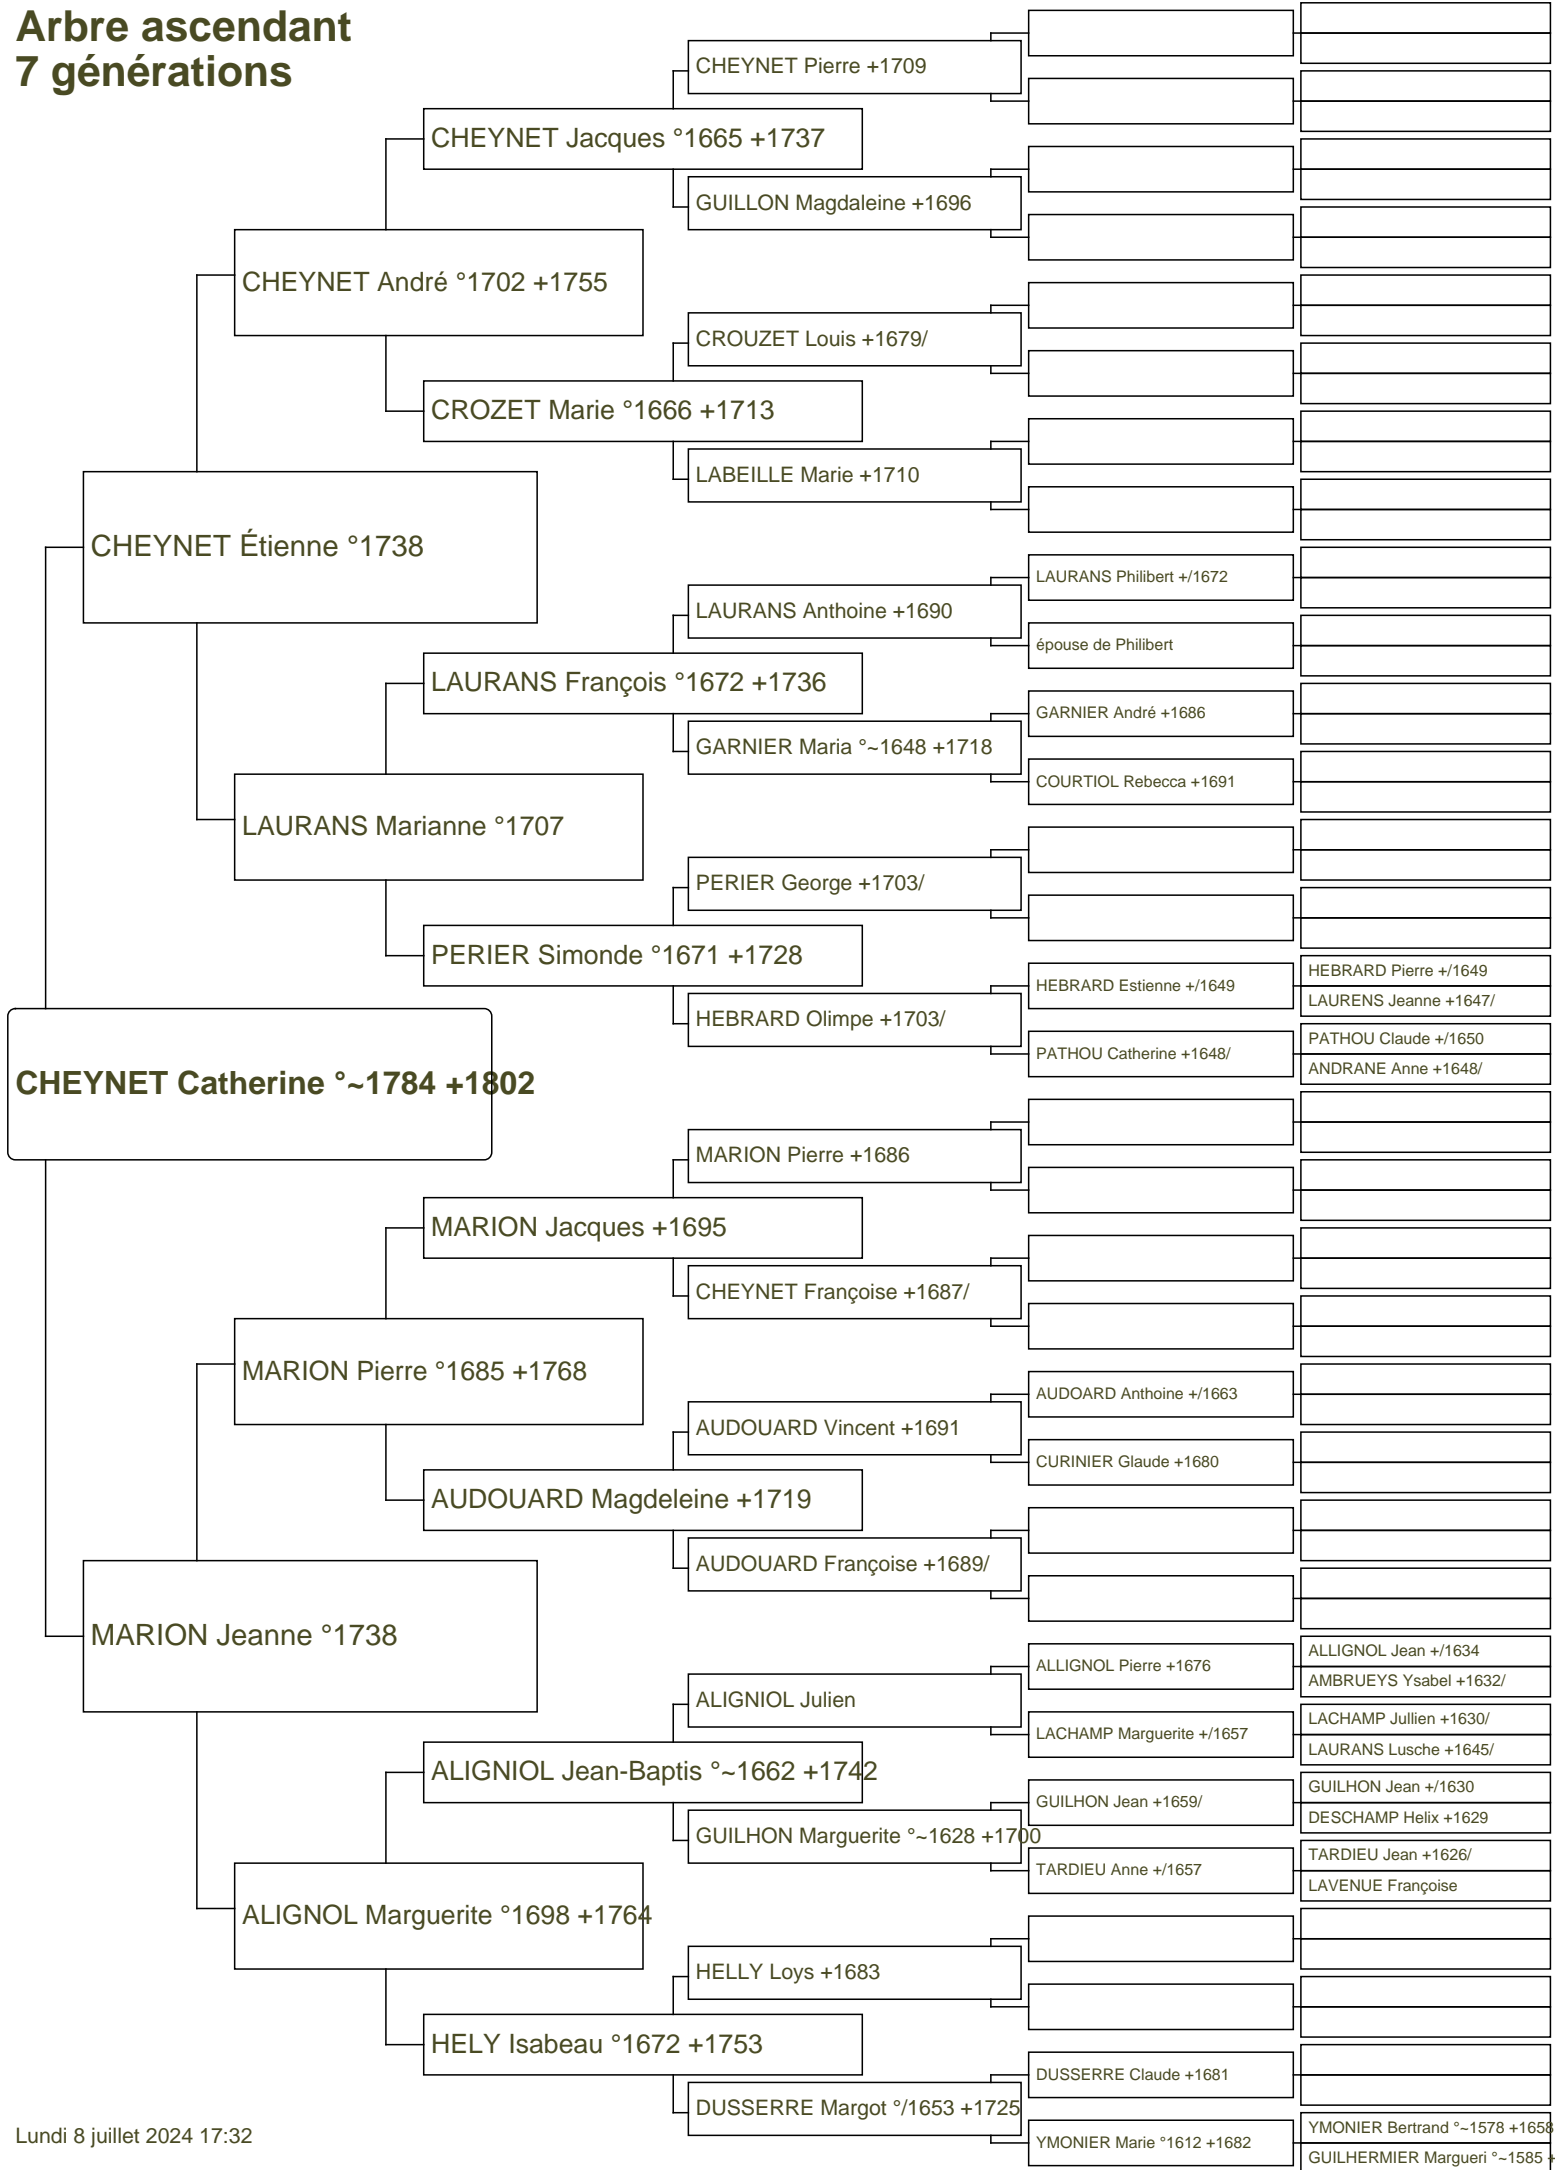 Arbre ascendant
7 générations
CHEYNET Pierre +1709
CHEYNET Jacques °1665 +1737
GUILLON Magdaleine +1696
CHEYNET André °1702 +1755
CROUZET Louis +1679/
CROZET Marie °1666 +1713
LABEILLE Marie +1710
CHEYNET Étienne °1738
LAURANS Philibert +/1672
LAURANS Anthoine +1690
épouse de Philibert
LAURANS François °1672 +1736
GARNIER André +1686
GARNIER Maria °~1648 +1718
COURTIOL Rebecca +1691
LAURANS Marianne °1707
PERIER George +1703/
PERIER Simonde °1671 +1728
HEBRARD Pierre +/1649
HEBRARD Estienne +/1649
LAURENS Jeanne +1647/
HEBRARD Olimpe +1703/
PATHOU Claude +/1650
PATHOU Catherine +1648/
ANDRANE Anne +1648/
CHEYNET Catherine °~1784 +1802
MARION Pierre +1686
MARION Jacques +1695
CHEYNET Françoise +1687/
MARION Pierre °1685 +1768
AUDOARD Anthoine +/1663
AUDOUARD Vincent +1691
CURINIER Glaude +1680
AUDOUARD Magdeleine +1719
AUDOUARD Françoise +1689/
MARION Jeanne °1738
ALLIGNOL Jean +/1634
ALLIGNOL Pierre +1676
AMBRUEYS Ysabel +1632/
ALIGNIOL Julien
LACHAMP Jullien +1630/
LACHAMP Marguerite +/1657
LAURANS Lusche +1645/
ALIGNIOL Jean-Baptis °~1662 +1742
GUILHON Jean +/1630
GUILHON Jean +1659/
DESCHAMP Helix +1629
GUILHON Marguerite °~1628 +1700
TARDIEU Jean +1626/
TARDIEU Anne +/1657
LAVENUE Françoise
ALIGNOL Marguerite °1698 +1764
HELLY Loys +1683
HELY Isabeau °1672 +1753
DUSSERRE Claude +1681
DUSSERRE Margot °/1653 +1725
YMONIER Bertrand °~1578 +1658
YMONIER Marie °1612 +1682
GUILHERMIER Margueri °~1585 +
Lundi 8 juillet 2024 17:32